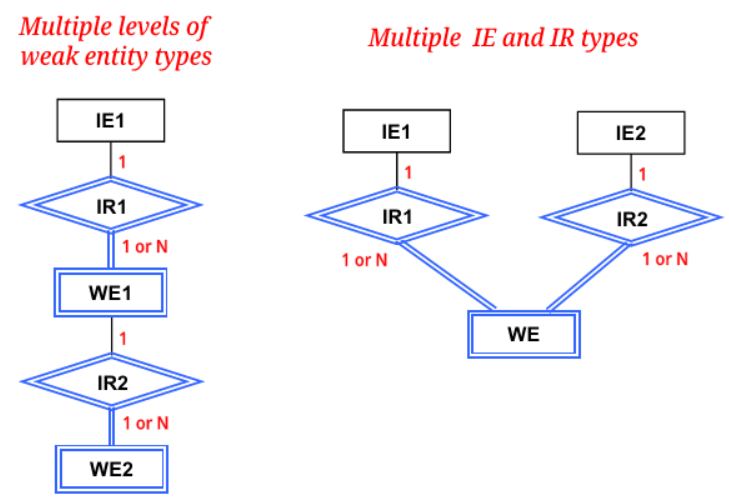 Multiple levels of
weak entity types
IE1
1
IR1
1 or N
WE1
1
IR2
1 or N
WE2
Multiple IE and IR types
IE1
IE2
1
1
IR1
IR2
1 or N
1 or N
WE